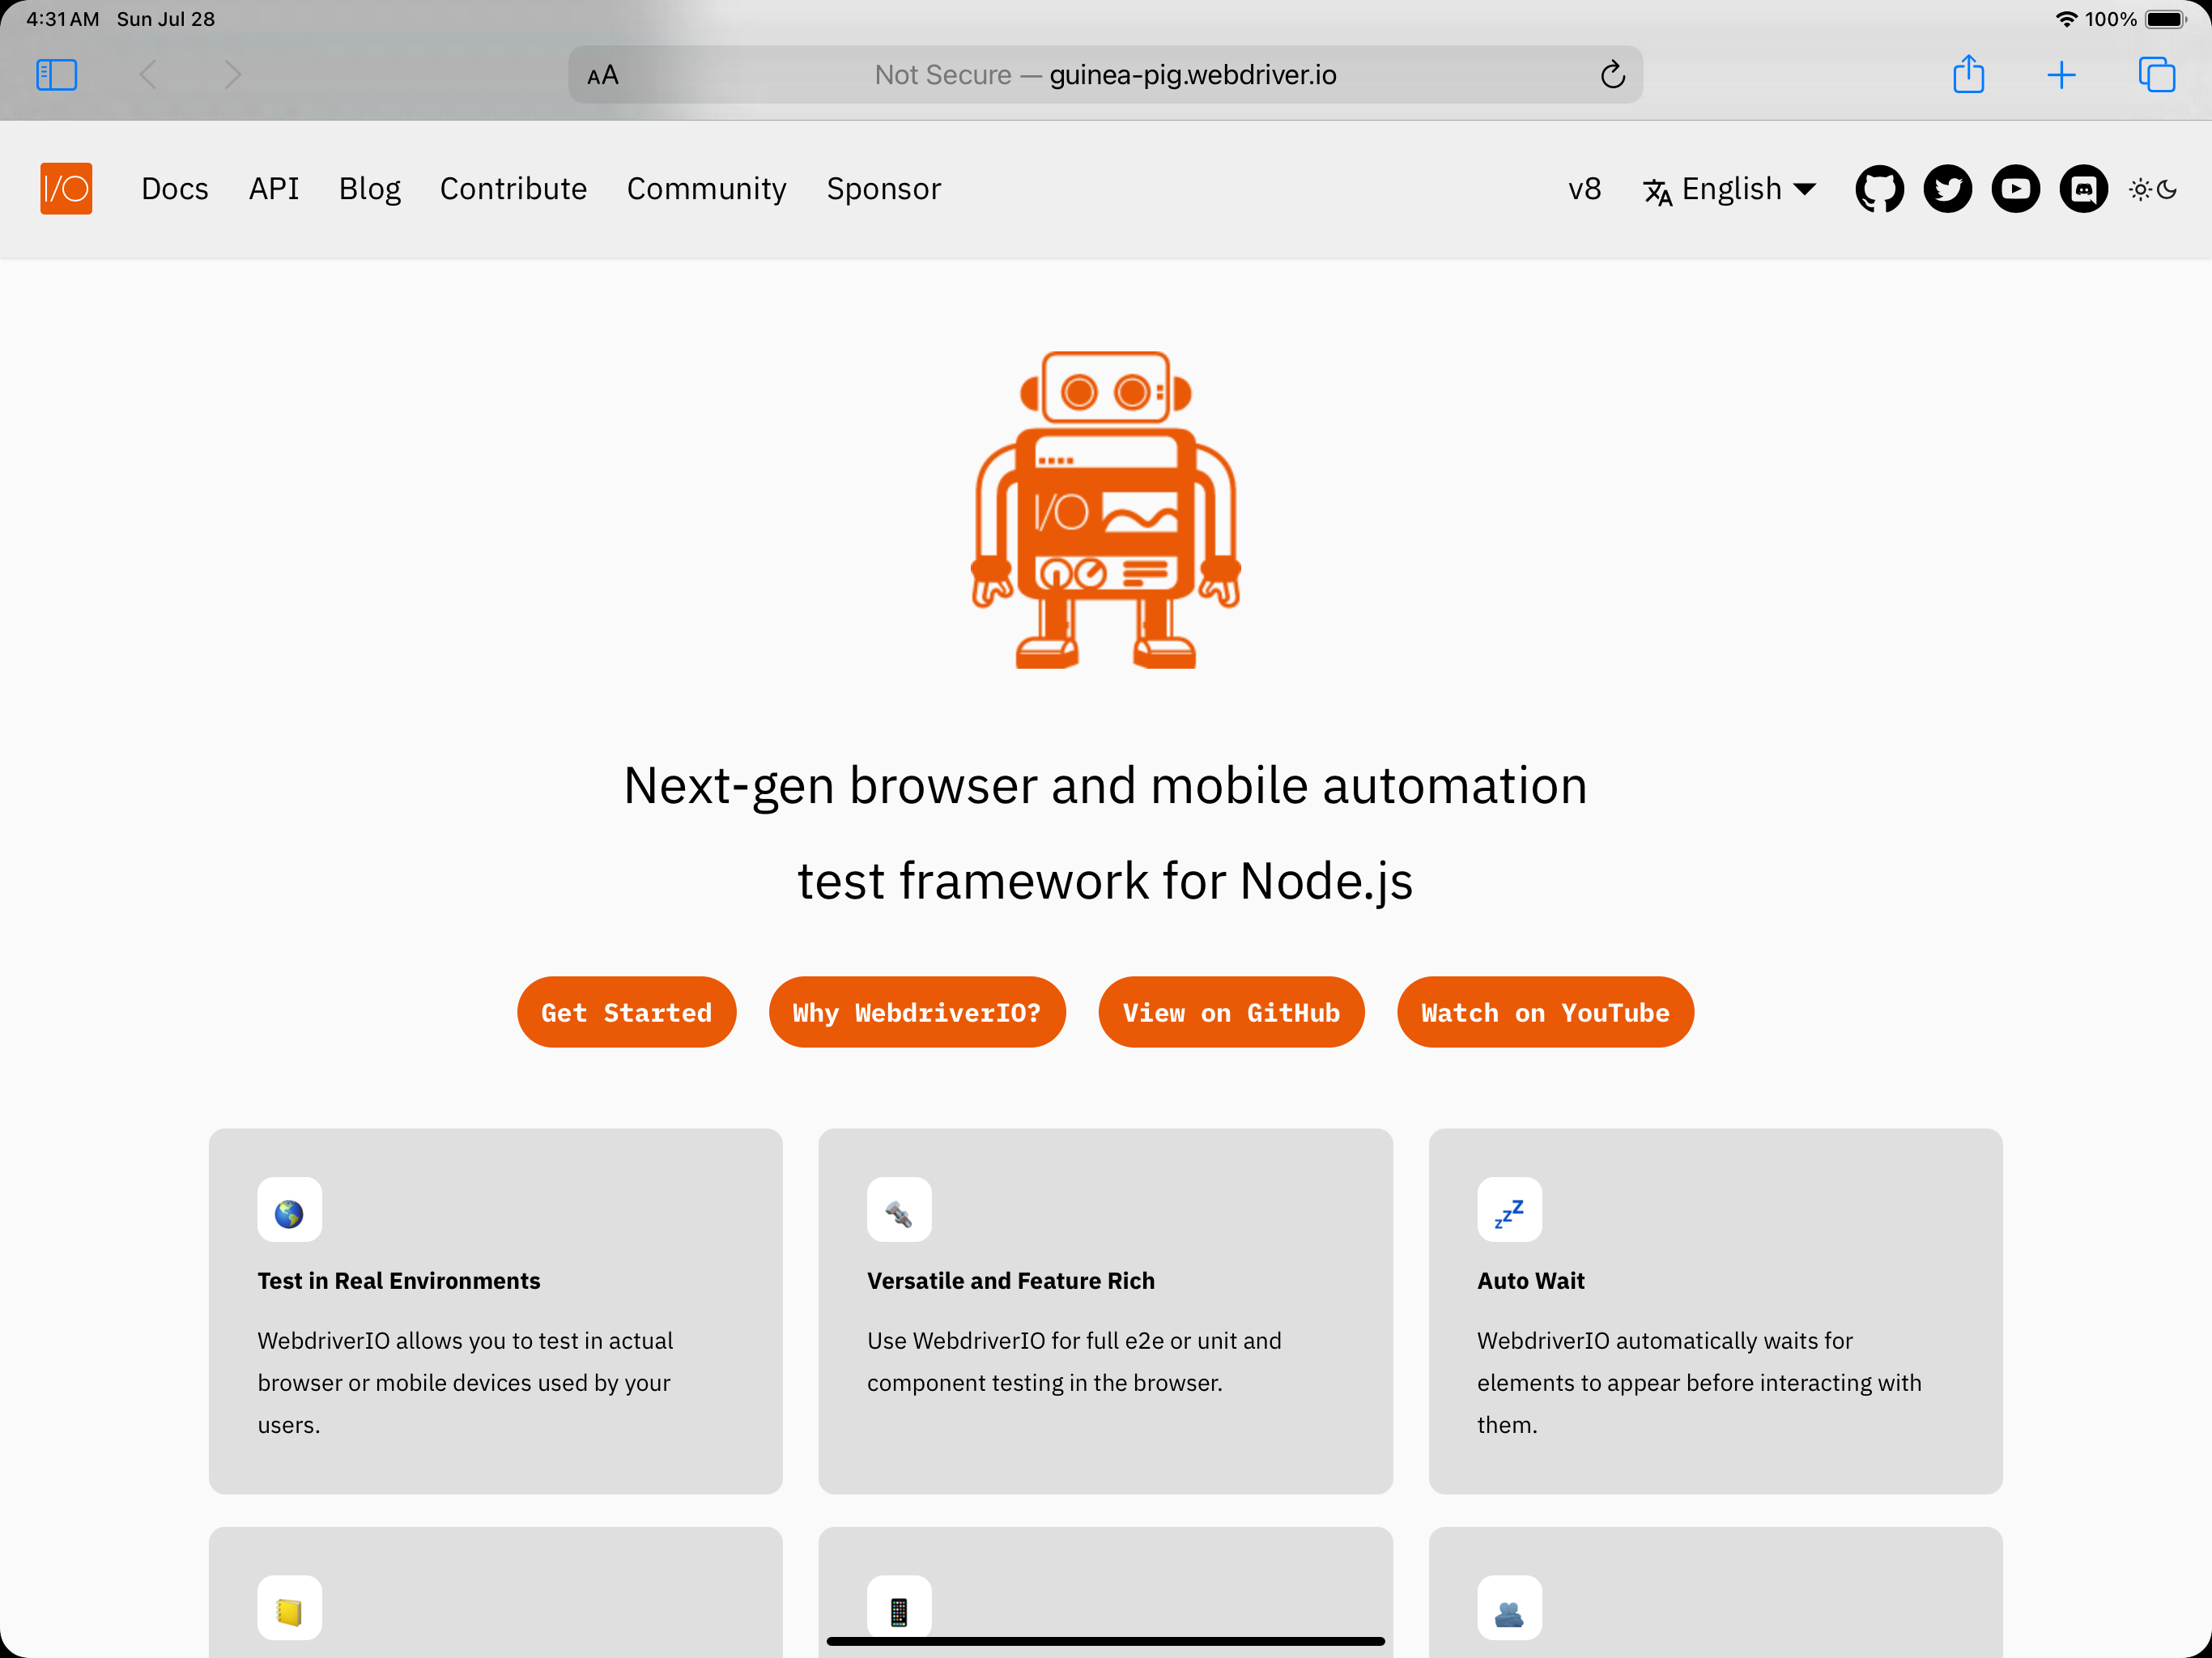 4:31 AM Sun Jul 28
100%
AA
Not Secure — guinea-pig.webdriver.io
I/O
Docs API Blog Contribute Community Sponsor
v8 English
I/O
Next-gen browser and mobile automation
test framework for Node.js
Get Started
Why WebdriverIO?
View on GitHub
Watch on YouTube
Test in Real Environments
WebdriverIO allows you to test in actual
browser or mobile devices used by your
users.
Versatile and Feature Rich
Use WebdriverIO for full e2e or unit and
component testing in the browser.
zzZ
Auto Wait
WebdriverIO automatically waits for
elements to appear before interacting with
them.